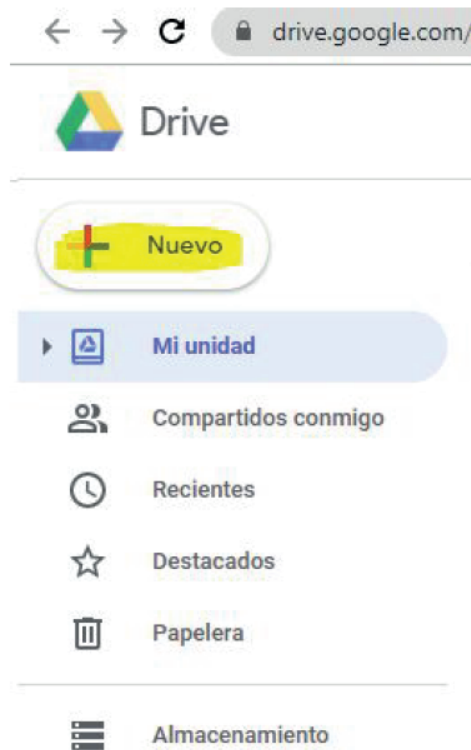 drive.google.com/
Drive
Nuevo
Mi unidad
Compartidos conmigo
Recientes
Destacados
Papelera
Almacenamiento